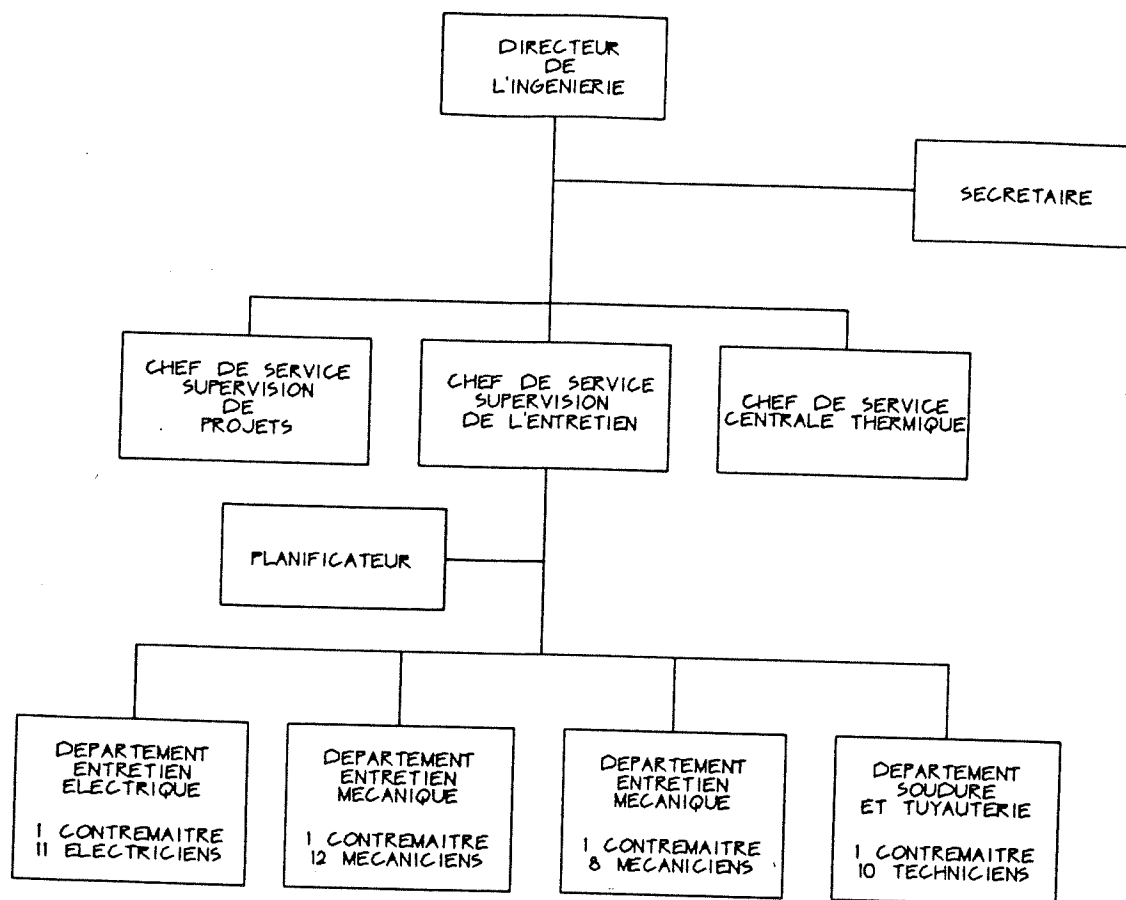 DIRECTEUR
DE
L'INGENIERIE
SECRETAIRE
CHEF DE SERVICE
SUPERVISION
DE
PROJETS
CHEF DE SERVICE
SUPERVISION
DE L'ENTRETIEN
CHEF DE SERVICE
CENTRALE THERMIQUE
PLANIFICATEUR
DEPARTEMENT
ENTRETIEN
ELECTRIQUE
1 CONTREMAITRE
11 ELECTRICIENS
DEPARTEMENT
ENTRETIEN
MECANIQUE
1 CONTREMAITRE
12 MECANICIENS
DEPARTEMENT
ENTRETIEN
MECANIQUE
1 CONTREMAITRE
8 MECANICIENS
DEPARTEMENT
SOUDURE
ET TUYAUTERIE
1 CONTREMAITRE
10 TECHNICIENS